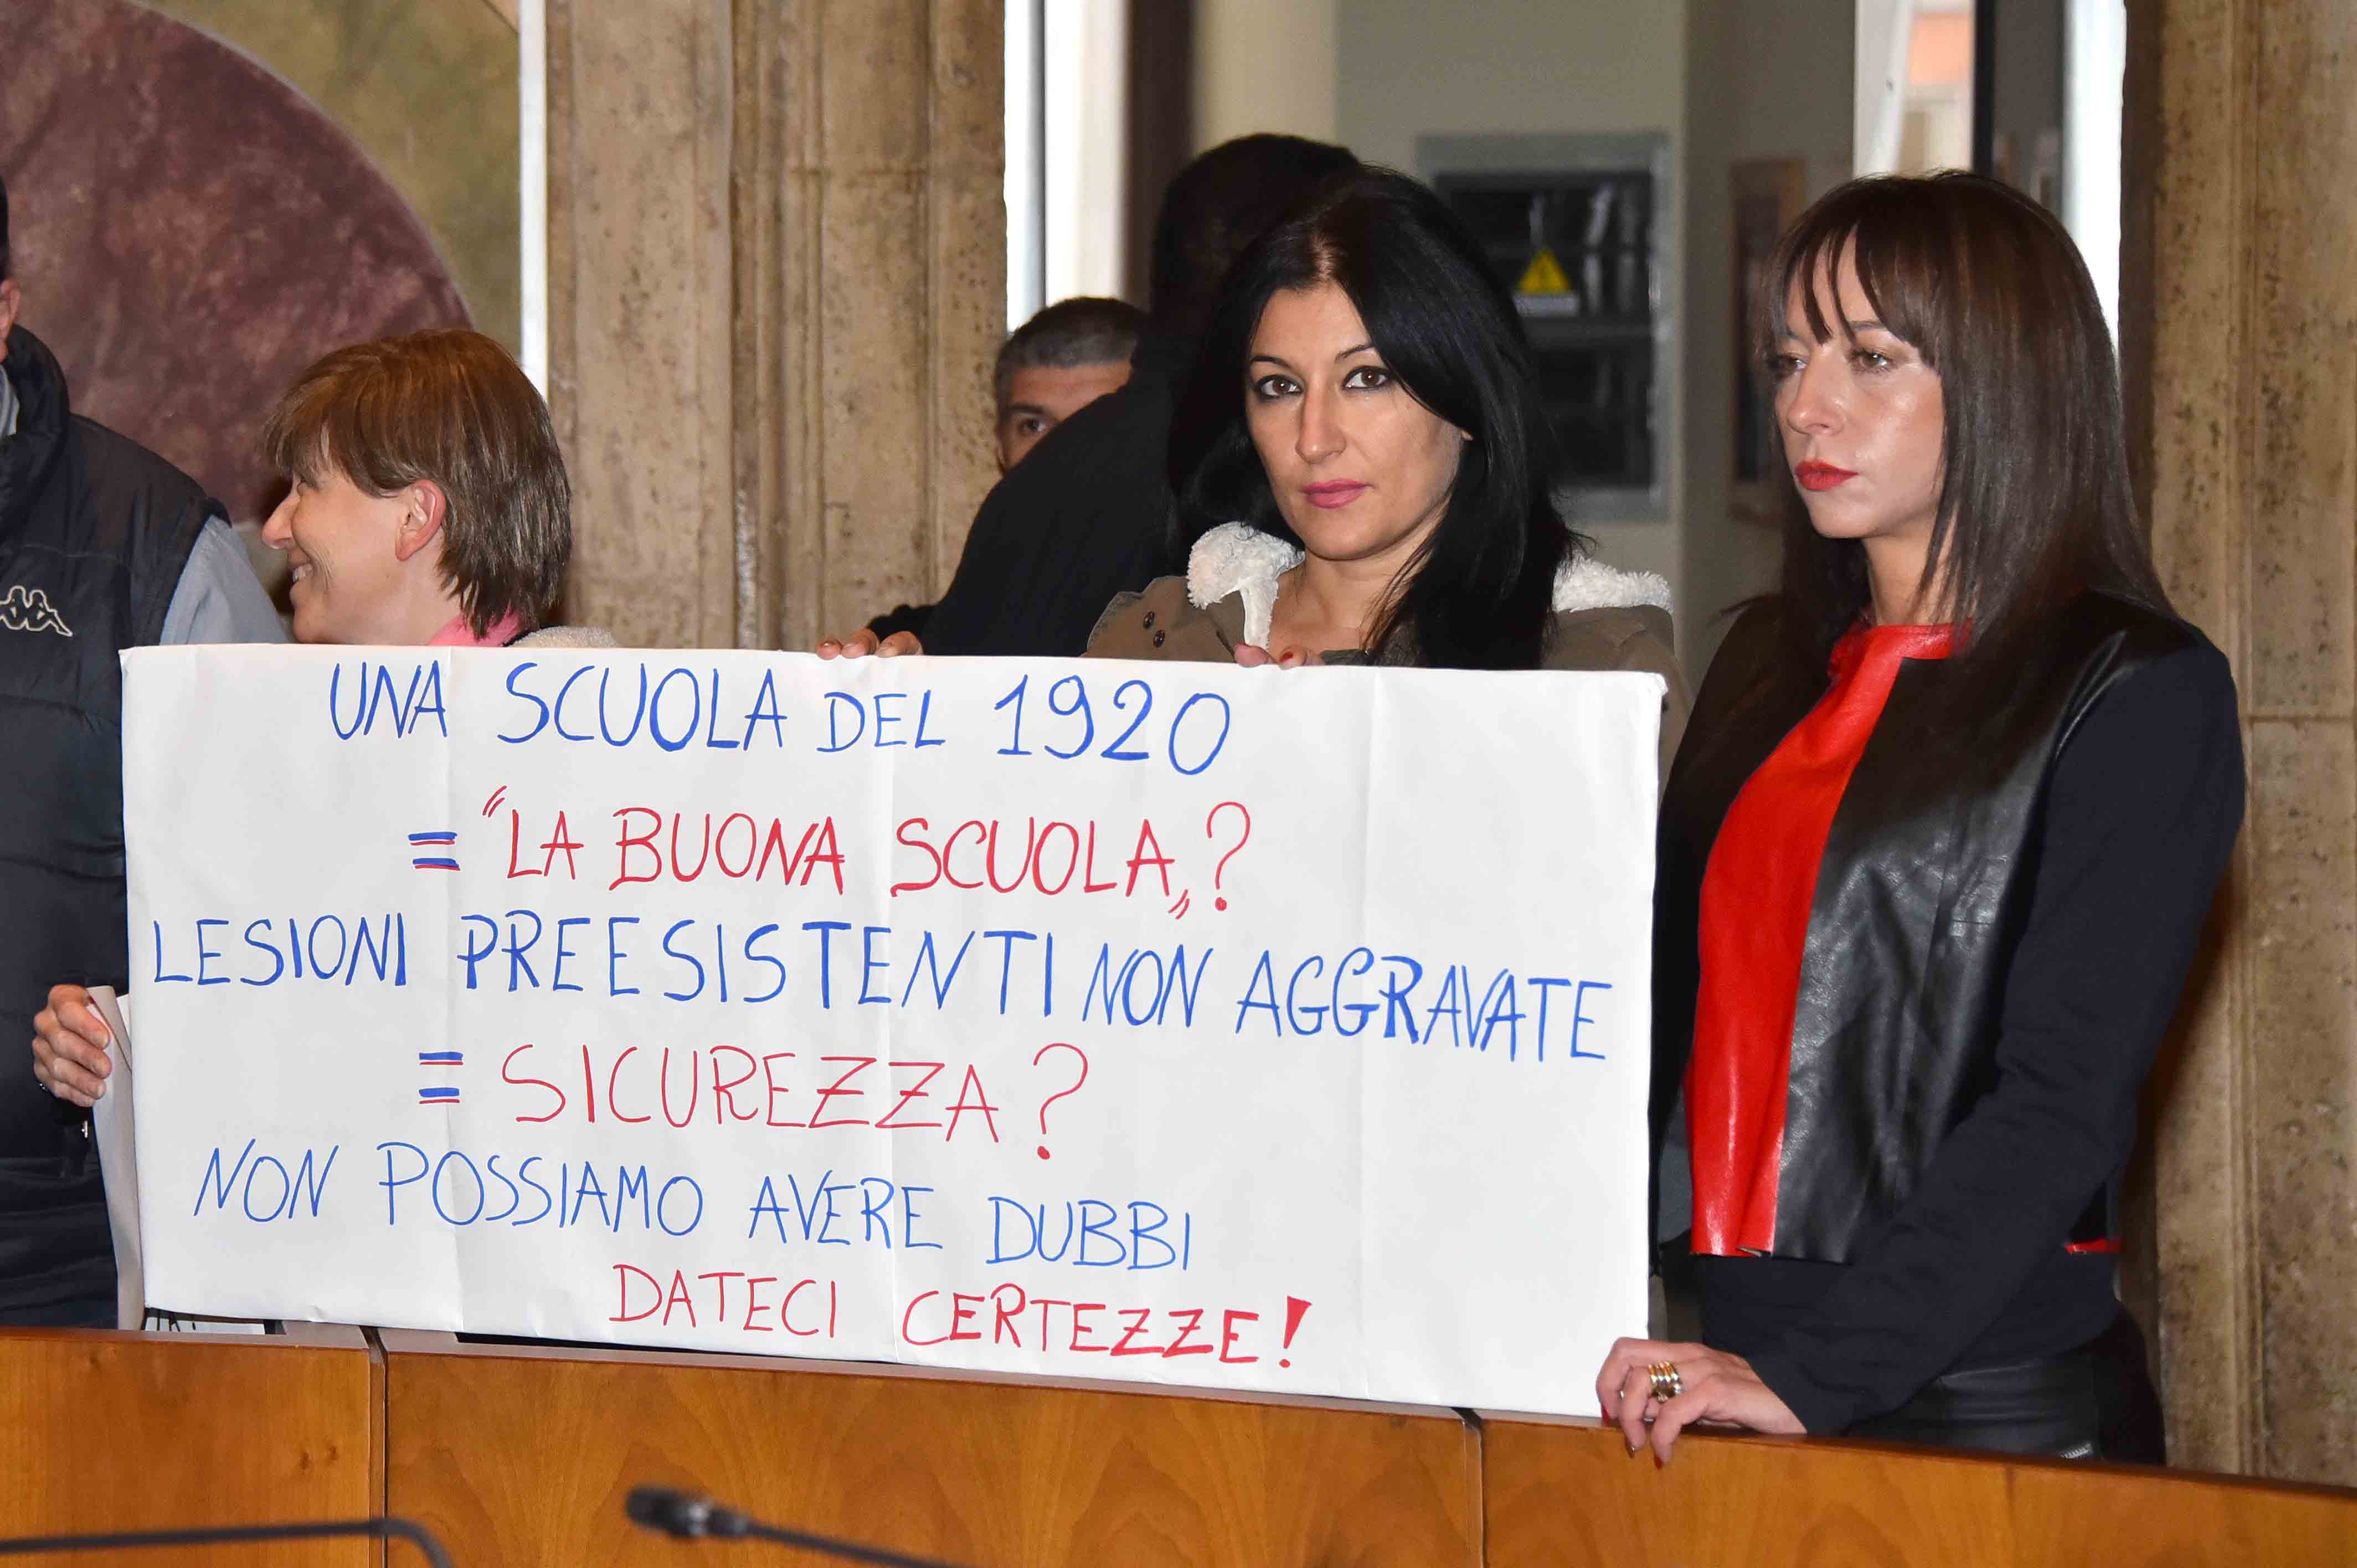 UNA SCUOLA DEL 1920
= "LA BUONA SCUOLA„?
LESIONI PREESISTENTI NON AGGRAVATE
= SICUREZZA?
NON POSSIAMO AVERE DUBBI
DATECI CERTEZZE!